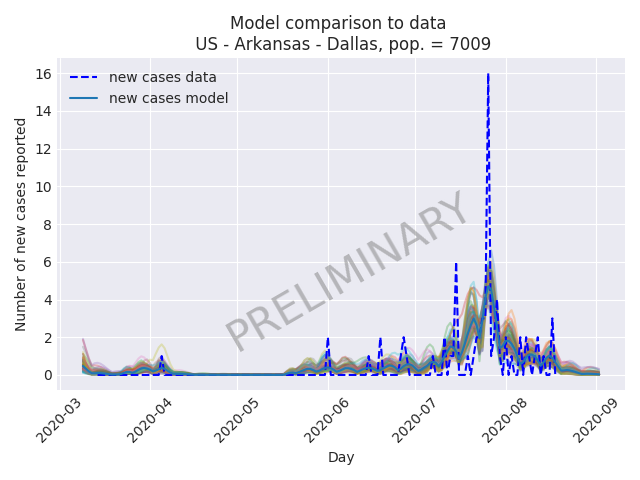 Model comparison to data
US - Arkansas - Dallas, pop. = 7009
new cases data
new cases model
PRELIMINARY
Number of new cases reported
16
14
12
10
8
6
4
2
0
2020-03
2020-04
2020-05
2020-06
2020-07
2020-08
2020-09
Day